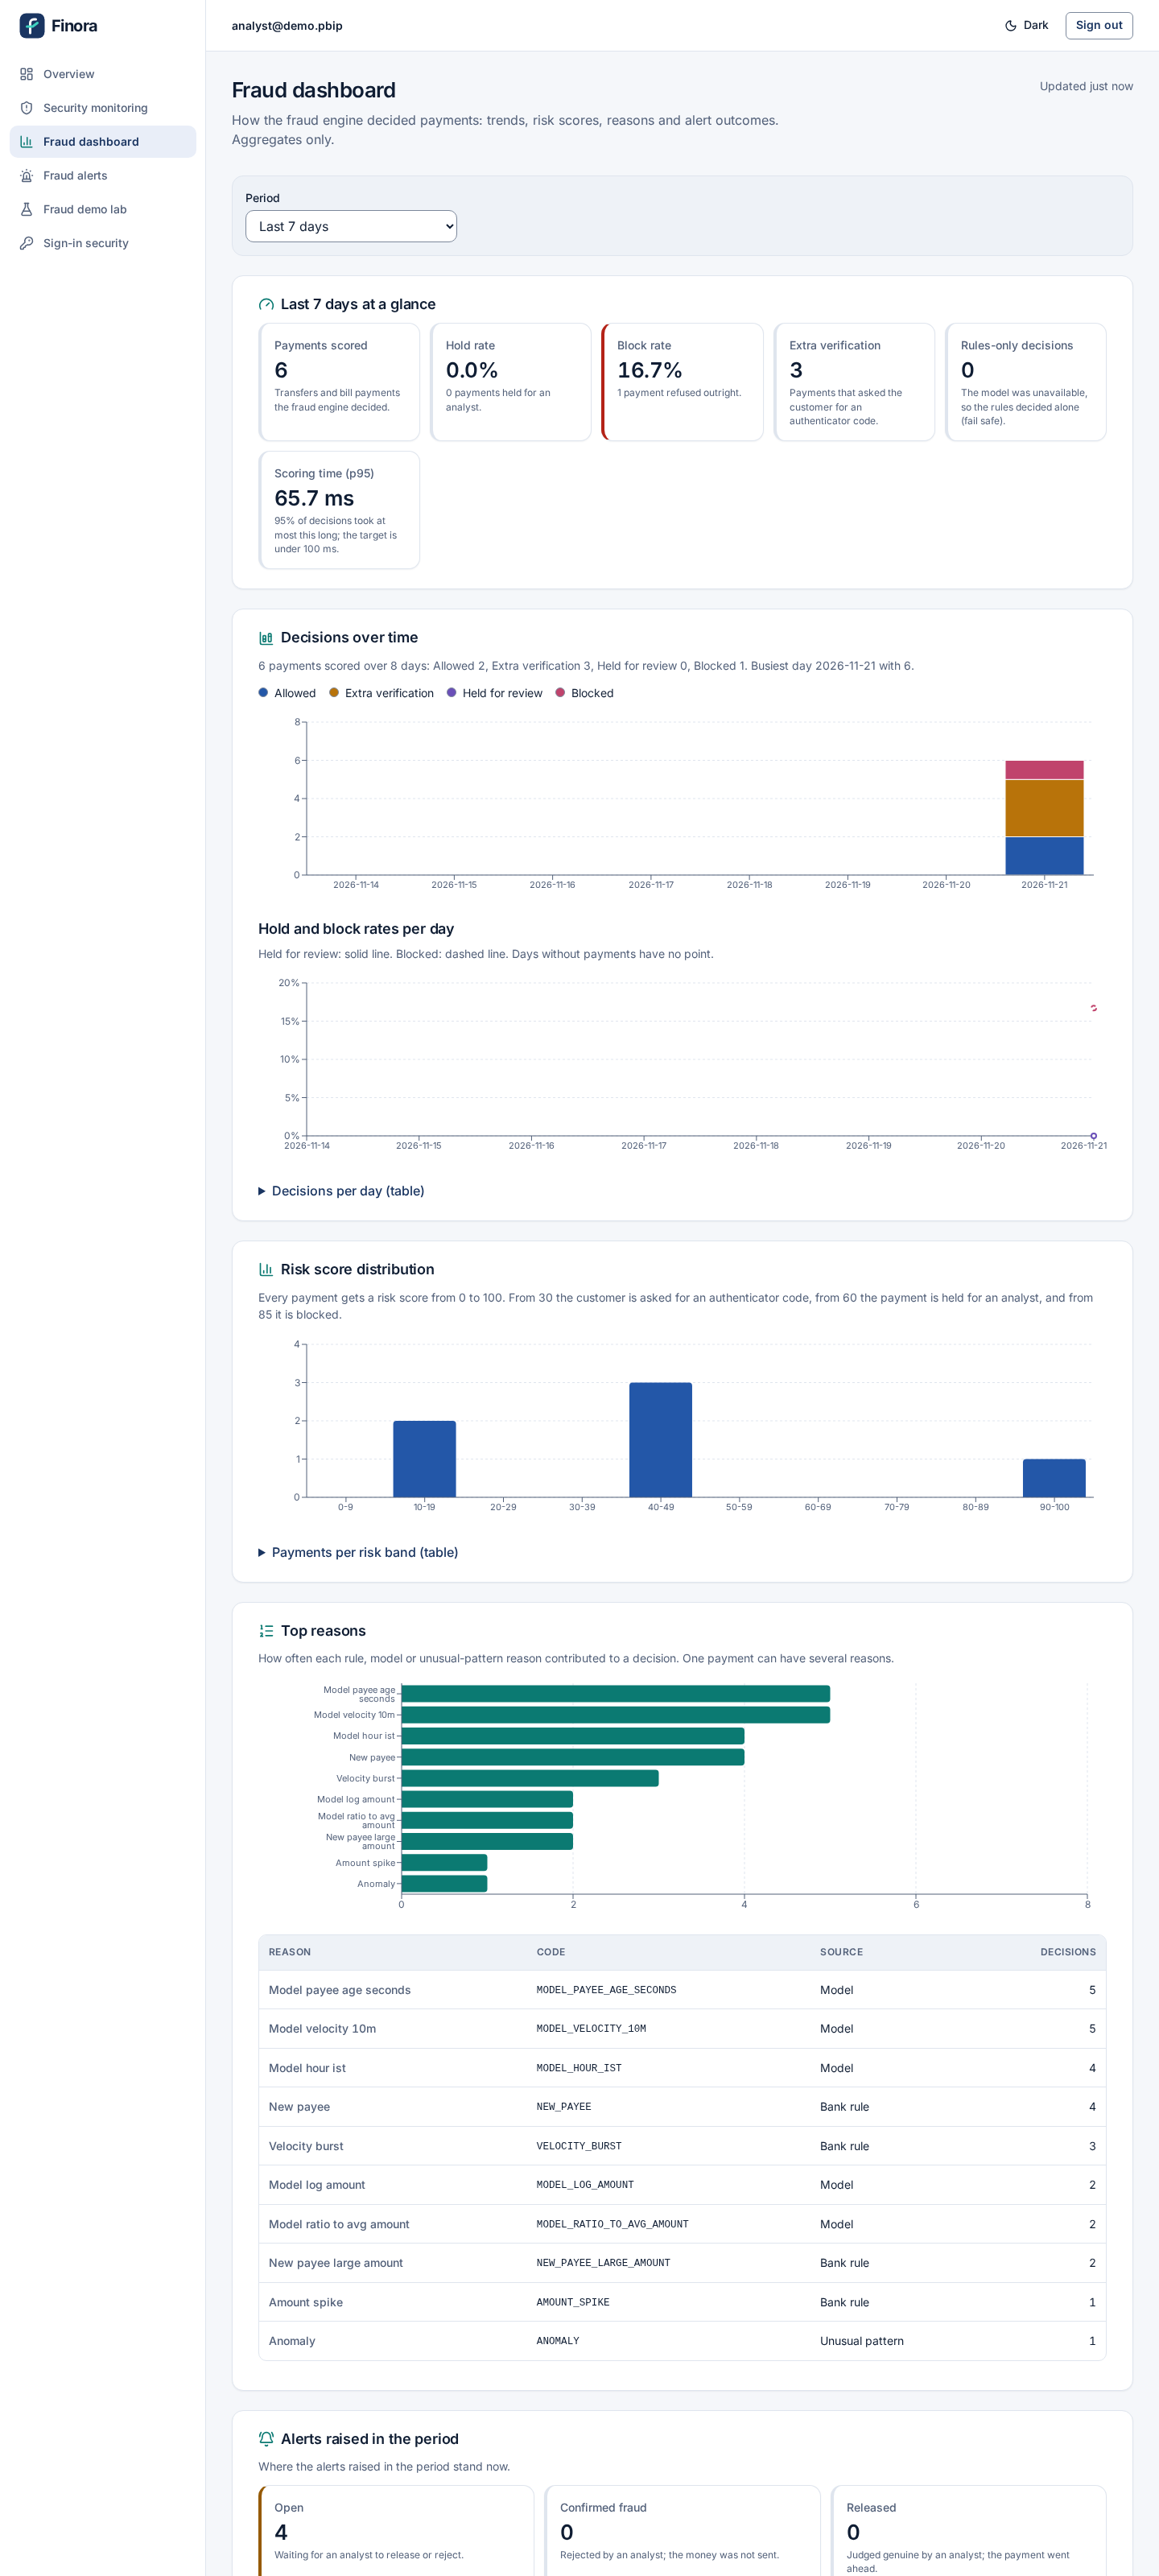 Finora
Overview
Security monitoring
Fraud dashboard
Fraud alerts
Fraud demo lab
Sign-in security
analyst@demo.pbip
Dark
Sign out
Fraud dashboard
Updated just now
How the fraud engine decided payments: trends, risk scores, reasons and alert outcomes.
Aggregates only.
Period
Last 7 days
Last 7 days at a glance
Payments scored
6
Transfers and bill payments
the fraud engine decided.
Hold rate
0.0%
0 payments held for an
analyst.
Block rate
16.7%
1 payment refused outright.
Extra verification
3
Payments that asked the
customer for an
authenticator code.
Rules-only decisions
0
The model was unavailable,
so the rules decided alone
(fail safe).
Scoring time (p95)
65.7 ms
95% of decisions took at
most this long; the target is
under 100 ms.
Decisions over time
6 payments scored over 8 days: Allowed 2, Extra verification 3, Held for review 0, Blocked 1. Busiest day 2026-11-21 with 6.
Allowed Extra verification Held for review Blocked
8
6
4
2
0
2026-11-14 2026-11-15 2026-11-16 2026-11-17 2026-11-18 2026-11-19 2026-11-20 2026-11-21
Hold and block rates per day
Held for review: solid line. Blocked: dashed line. Days without payments have no point.
20%
15%
10%
5%
0%
2026-11-14 2026-11-15 2026-11-16 2026-11-17 2026-11-18 2026-11-19 2026-11-20 2026-11-21
Decisions per day (table)
Risk score distribution
Every payment gets a risk score from 0 to 100. From 30 the customer is asked for an authenticator code, from 60 the payment is held for an analyst, and from
85 it is blocked.
4
3
2
1
0
0-9 10-19 20-29 30-39 40-49 50-59 60-69 70-79 80-89 90-100
Payments per risk band (table)
Top reasons
How often each rule, model or unusual-pattern reason contributed to a decision. One payment can have several reasons.
Model payee age
seconds
Model velocity 10m
Model hour ist
New payee
Velocity burst
Model log amount
Model ratio to avg
amount
New payee large
amount
Amount spike
Anomaly
0 2 4 6 8
REASON CODE SOURCE DECISIONS
Model payee age seconds MODEL_PAYEE_AGE_SECONDS Model 5
Model velocity 10m MODEL_VELOCITY_10M Model 5
Model hour ist MODEL_HOUR_IST Model 4
New payee NEW_PAYEE Bank rule 4
Velocity burst VELOCITY_BURST Bank rule 3
Model log amount MODEL_LOG_AMOUNT Model 2
Model ratio to avg amount MODEL_RATIO_TO_AVG_AMOUNT Model 2
New payee large amount NEW_PAYEE_LARGE_AMOUNT Bank rule 2
Amount spike AMOUNT_SPIKE Bank rule 1
Anomaly ANOMALY Unusual pattern 1
Alerts raised in the period
Where the alerts raised in the period stand now.
Open
4
Waiting for an analyst to release or reject.
Confirmed fraud
0
Rejected by an analyst; the money was not sent.
Released
0
Judged genuine by an analyst; the payment went
ahead.